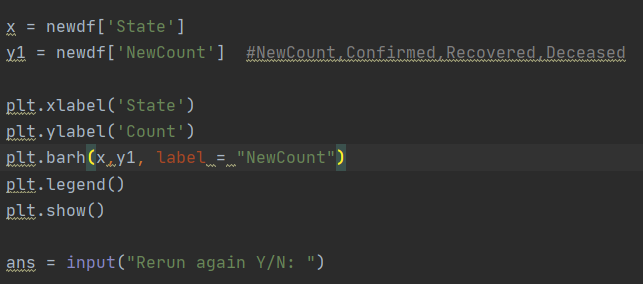 x = newdf['State']
y1 = newdf['NewCount']  #NewCount,Confirmed,Recovered,Deceased
plt.xlabel('State')
plt.ylabel('Count')
plt.barh(x,y1, label = "NewCount")
plt.legend()
plt.show()
ans = input("Rerun again Y/N: ")